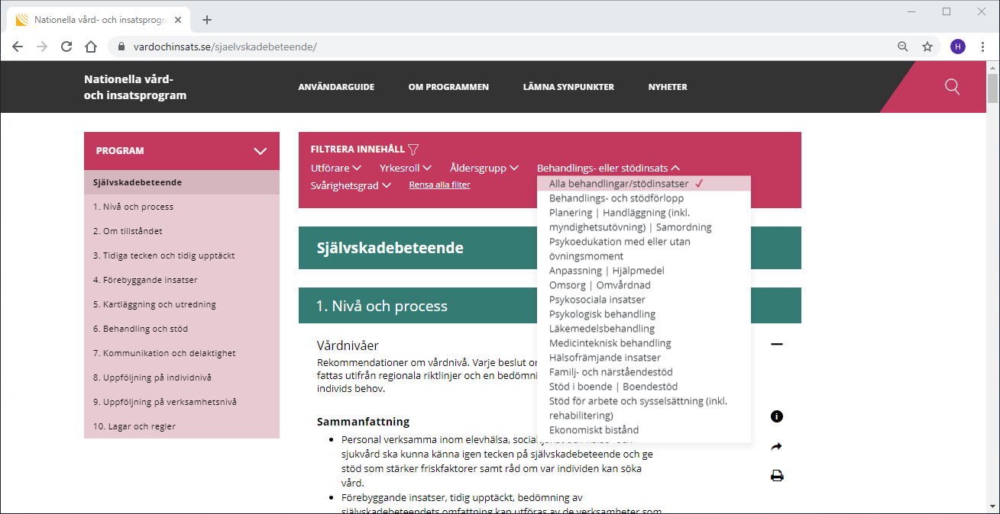 Nationella vård- och insatsprogra
vardochinsats.se/sjaelvskadebeteende/
H
Nationella vård-
och insatsprogram
ANVÄNDARGUIDE
OM PROGRAMMEN
LÄMNA SYNPUNKTER
NYHETER
PROGRAM
Självskadebeteende
1. Nivå och process
2. Om tillståndet
3. Tidiga tecken och tidig upptäckt
4. Förebyggande insatser
5. Kartläggning och utredning
6. Behandling och stöd
7. Kommunikation och delaktighet
8. Uppföljning på individnivå
9. Uppföljning på verksamhetsnivå
10. Lagar och regler
FILTRERA INNEHÅLL
Utförare
Yrkesroll
Åldersgrupp
Behandlings- eller stödinsats
Svårighetsgrad
Rensa alla filter
Alla behandlingar/stödinsatser
Behandlings- och stödförlopp
Planering | Handläggning (inkl.
myndighetsutövning) | Samordning
Psykoedukation med eller utan
övningsmoment
Anpassning | Hjälpmedel
Omsorg | Omvårdnad
Psykosociala insatser
Psykologisk behandling
Läkemedelsbehandling
Medicinteknisk behandling
Hälsofrämjande insatser
Familj- och närståendestöd
Stöd i boende | Boendestöd
Stöd för arbete och sysselsättning (inkl.
rehabilitering)
Ekonomiskt bistånd
Självskadebeteende
1. Nivå och process
Vårdnivåer
Rekommendationer om vårdnivå. Varje beslut
fattas utifrån regionala riktlinjer och en
individs behov.
Sammanfattning
Personal verksamma inom elevhälsa,
sjukvård ska kunna känna igen tecken på självskadebeteende och ge
stöd som stärker friskfaktorer samt råd om var individen kan söka
vård.
Förebyggande insatser, tidig upptäckt, bedömning av
självskadebeteendets omfattning kan utföras av de verksamheter som